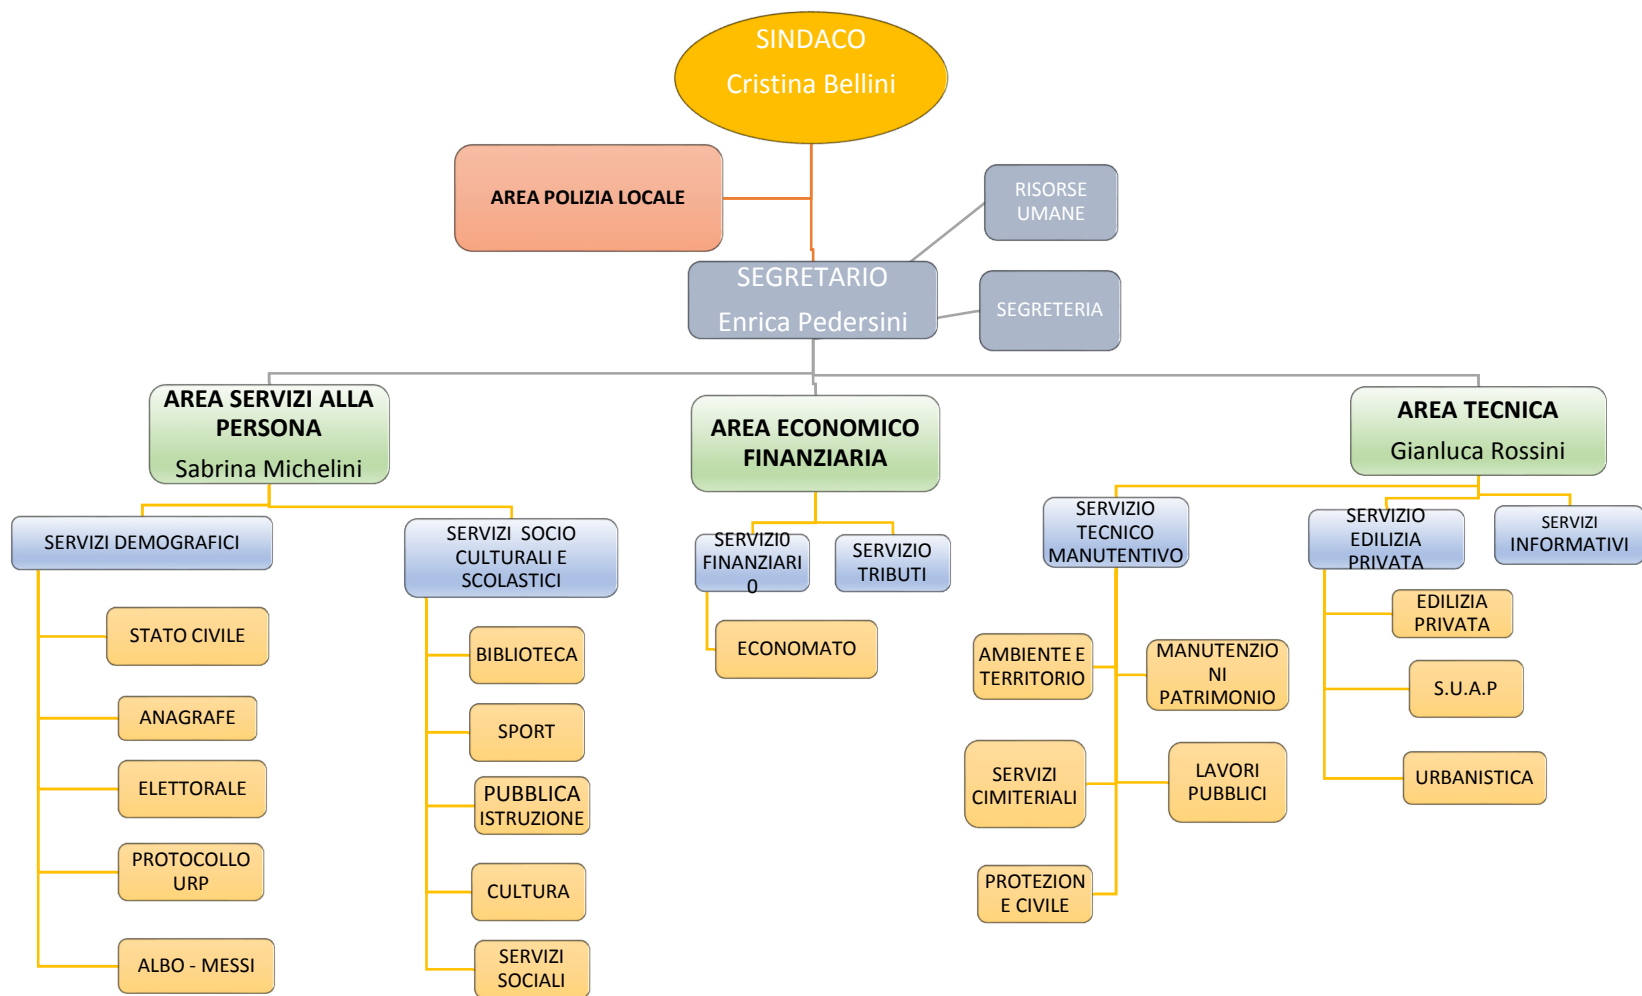 SINDACO
Cristina Bellini
AREA POLIZIA LOCALE
RISORSE
UMANE
SEGRETARIO
Enrica Pedersini
SEGRETERIA
AREA SERVIZI ALLA
PERSONA
Sabrina Michelini
AREA ECONOMICO
FINANZIARIA
AREA TECNICA
Gianluca Rossini
SERVIZI DEMOGRAFICI
STATO CIVILE
ANAGRAFE
ELETTORALE
PROTOCOLLO
URP
ALBO - MESSI
SERVIZI SOCIO
CULTURALI E
SCOLASTICI
BIBLIOTECA
SPORT
PUBBLICA
ISTRUZIONE
CULTURA
SERVIZI
SOCIALI
SERVIZI0
FINANZIARI
0
ECONOMATO
SERVIZIO
TRIBUTI
SERVIZIO
TECNICO
MANUTENTIVO
AMBIENTE E
TERRITORIO
MANUTENZIO
NI
PATRIMONIO
SERVIZI
CIMITERIALI
LAVORI
PUBBLICI
PROTEZION
E CIVILE
SERVIZIO
EDILIZIA
PRIVATA
EDILIZIA
PRIVATA
S.U.A.P
URBANISTICA
SERVIZI
INFORMATIVI